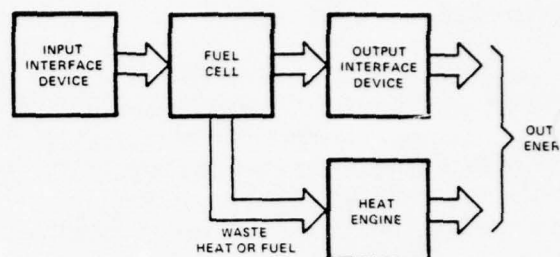 INPUT
INTERFACE
DEVICE
FUEL
CELL
OUTPUT
INTERFACE
DEVICE
OUT
ENER
HEAT
ENGINE
WASTE
HEAT OR FUEL